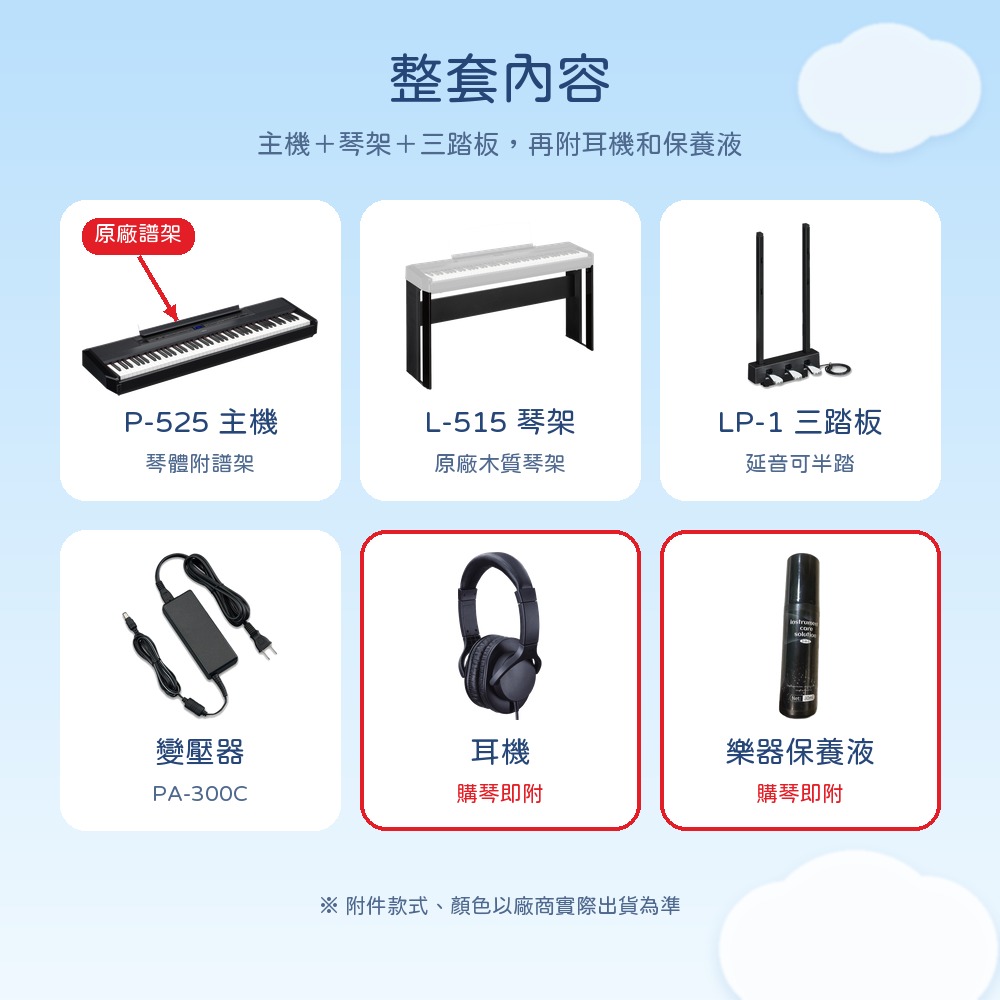 整套內容
主機＋琴架＋三踏板，再附耳機和保養液
原廠譜架
P-525 主機
琴體附譜架
L-515 琴架
原廠木質琴架
LP-1 三踏板
延音可半踏
變壓器
PA-300C
耳機
購琴即附
instrument
care
solution
樂器保養液
購琴即附
※ 附件款式、顏色以廠商實際出貨為準